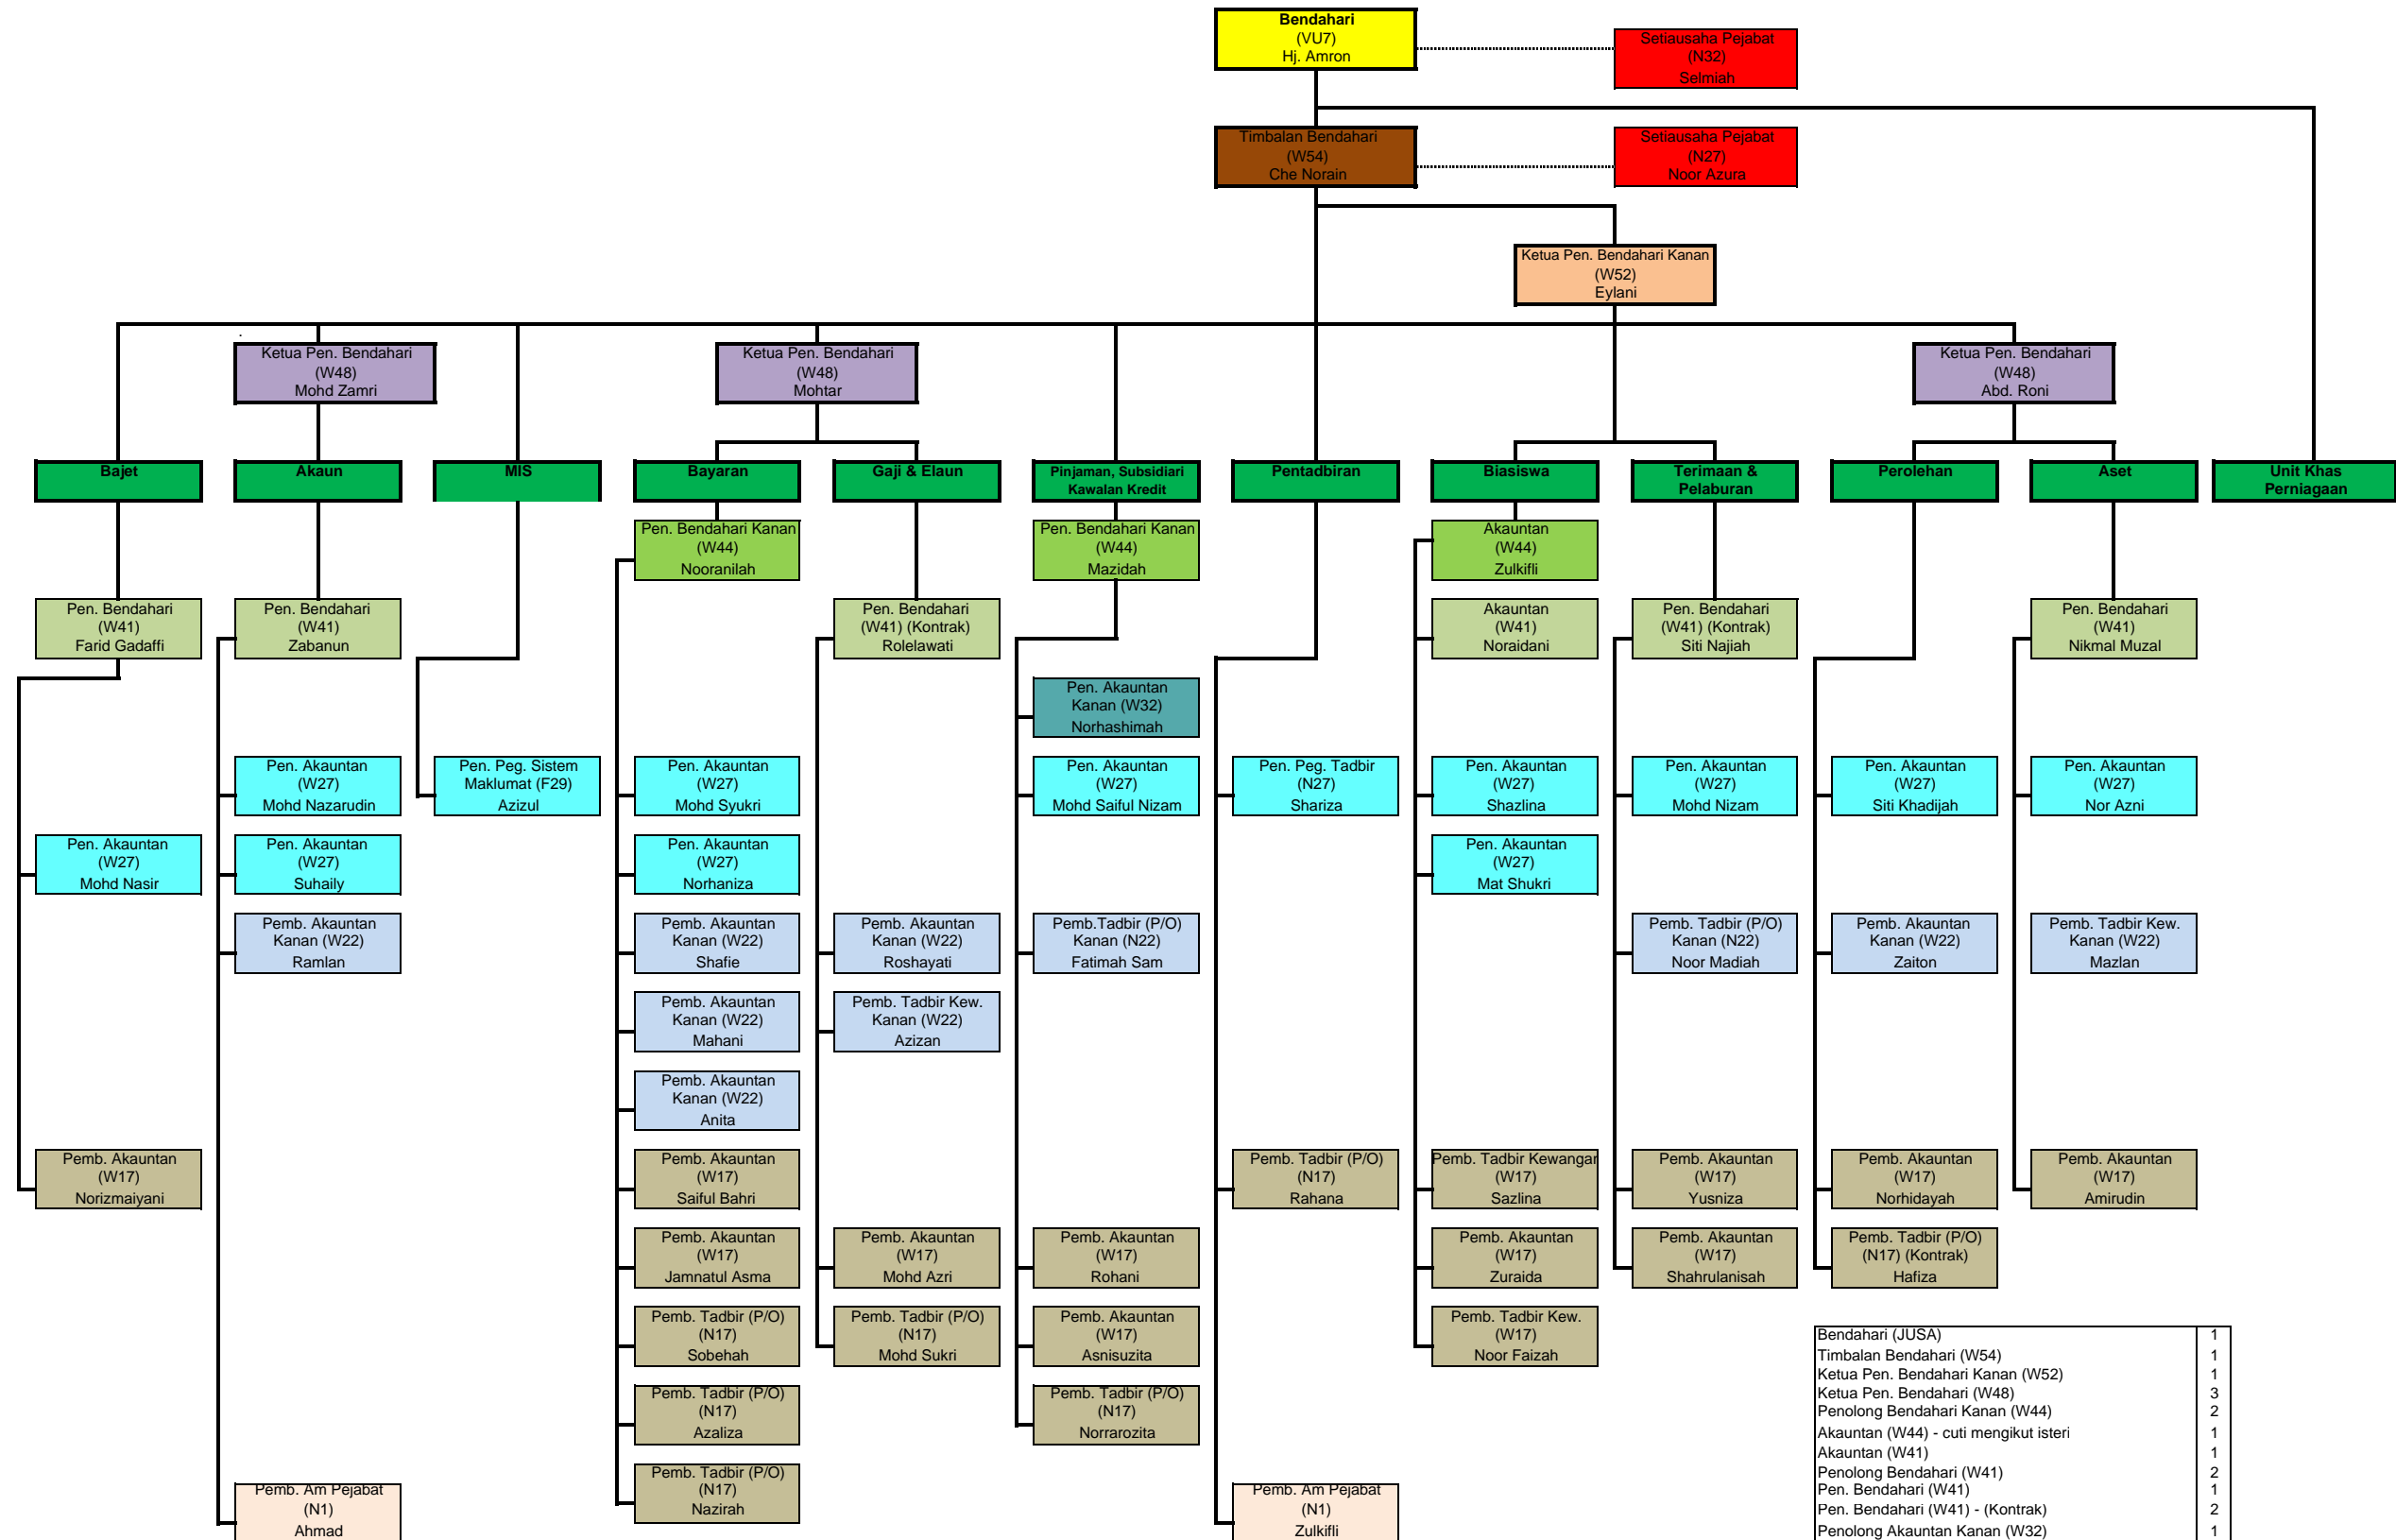 Bendahari
(VU7)
Hj. Amron
Setiausaha Pejabat
(N32)
Selmiah
Timbalan Bendahari
(W54)
Che Norain
Setiausaha Pejabat
(N27)
Noor Azura
Ketua Pen. Bendahari Kanan
(W52)
Eylani
.
Ketua Pen. Bendahari
(W48)
Mohd Zamri
Ketua Pen. Bendahari
(W48)
Mohtar
Ketua Pen. Bendahari
(W48)
Abd. Roni
Bajet
Akaun
MIS
Bayaran
Gaji & Elaun
Pinjaman, Subsidiari
Kawalan Kredit
Pentadbiran
Biasiswa
Terimaan &
Pelaburan
Perolehan
Aset
Unit Khas
Perniagaan
Pen. Bendahari Kanan
(W44)
Nooranilah
Pen. Bendahari Kanan
(W44)
Mazidah
Akauntan
(W44)
Zulkifli
Pen. Bendahari
(W41)
Farid Gadaffi
Pen. Bendahari
(W41)
Zabanun
Pen. Bendahari
(W41) (Kontrak)
Rolelawati
Akauntan
(W41)
Noraidani
Pen. Bendahari
(W41) (Kontrak)
Siti Najiah
Pen. Bendahari
(W41)
Nikmal Muzal
Pen. Akauntan
Kanan (W32)
Norhashimah
Pen. Akauntan
(W27)
Mohd Nazarudin
Pen. Peg. Sistem
Maklumat (F29)
Azizul
Pen. Akauntan
(W27)
Mohd Syukri
Pen. Akauntan
(W27)
Mohd Saiful Nizam
Pen. Peg. Tadbir
(N27)
Shariza
Pen. Akauntan
(W27)
Shazlina
Pen. Akauntan
(W27)
Mohd Nizam
Pen. Akauntan
(W27)
Siti Khadijah
Pen. Akauntan
(W27)
Nor Azni
Pen. Akauntan
(W27)
Mohd Nasir
Pen. Akauntan
(W27)
Suhaily
Pen. Akauntan
(W27)
Norhaniza
Pen. Akauntan
(W27)
Mat Shukri
Pemb. Akauntan
Kanan (W22)
Ramlan
Pemb. Akauntan
Kanan (W22)
Shafie
Pemb. Akauntan
Kanan (W22)
Roshayati
Pemb.Tadbir (P/O)
Kanan (N22)
Fatimah Sam
Pemb. Tadbir (P/O)
Kanan (N22)
Noor Madiah
Pemb. Akauntan
Kanan (W22)
Zaiton
Pemb. Tadbir Kew.
Kanan (W22)
Mazlan
Pemb. Akauntan
Kanan (W22)
Mahani
Pemb. Tadbir Kew.
Kanan (W22)
Azizan
Pemb. Akauntan
Kanan (W22)
Anita
Pemb. Akauntan
(W17)
Norizmaiyani
Pemb. Akauntan
(W17)
Saiful Bahri
Pemb. Tadbir (P/O)
(N17)
Rahana
Pemb. Tadbir Kewangan
(W17)
Sazlina
Pemb. Akauntan
(W17)
Yusniza
Pemb. Akauntan
(W17)
Norhidayah
Pemb. Akauntan
(W17)
Amirudin
Pemb. Akauntan
(W17)
Jamnatul Asma
Pemb. Akauntan
(W17)
Mohd Azri
Pemb. Akauntan
(W17)
Rohani
Pemb. Akauntan
(W17)
Zuraida
Pemb. Akauntan
(W17)
Shahrulanisah
Pemb. Tadbir (P/O)
(N17) (Kontrak)
Hafiza
Pemb. Tadbir (P/O)
(N17)
Sobehah
Pemb. Tadbir (P/O)
(N17)
Mohd Sukri
Pemb. Akauntan
(W17)
Asnisuzita
Pemb. Tadbir Kew.
(W17)
Noor Faizah
Pemb. Tadbir (P/O)
(N17)
Azaliza
Pemb. Tadbir (P/O)
(N17)
Norrarozita
Pemb. Tadbir (P/O)
(N17)
Nazirah
Pemb. Am Pejabat
(N1)
Ahmad
Pemb. Am Pejabat
(N1)
Zulkifli
Bendahari (JUSA) 1
Timbalan Bendahari (W54) 1
Ketua Pen. Bendahari Kanan (W52) 1
Ketua Pen. Bendahari (W48) 3
Penolong Bendahari Kanan (W44) 2
Akauntan (W44) - cuti mengikut isteri 1
Akauntan (W41) 1
Penolong Bendahari (W41) 2
Pen. Bendahari (W41) 1
Pen. Bendahari (W41) - (Kontrak) 2
Penolong Akauntan Kanan (W32) 1